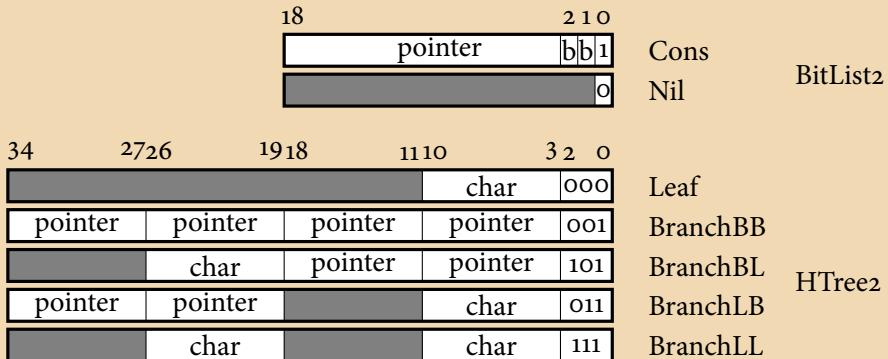 18 2 1 0
pointer b b 1 Cons
0 Nil
BitList2
34 27 26 19 18 11 10 3 2 0
char 000 Leaf
pointer pointer pointer pointer 001 BranchBB
char pointer pointer 101 BranchBL
HTree2
pointer pointer char 011 BranchLB
char char 111 BranchLL